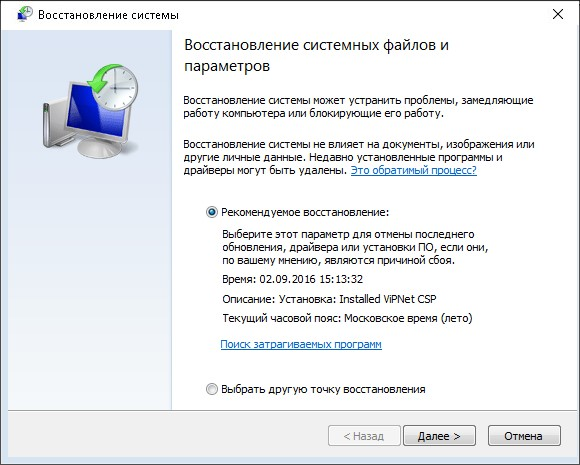 Восстановление системы
Восстановление системных файлов и
параметров
Восстановление системы может устранить проблемы, замедляющие
работу компьютера или блокирующие его работу.
Восстановление системы не влияет на документы, изображения или
другие личные данные. Недавно установленные программы и
драйверы могут быть удалены. Это обратимый процесс?
Рекомендуемое восстановление:
Выберите этот параметр для отмены последнего
обновления, драйвера или установки ПО, если они,
по вашему мнению, являются причиной сбоя.
Время: 02.09.2016 15:13:32
Описание: Установка: Installed ViPNet CSP
Текущий часовой пояс: Московское время (лето)
Поиск затрагиваемых программ
Выбрать другую точку восстановления
< Назад
Далее >
Отмена